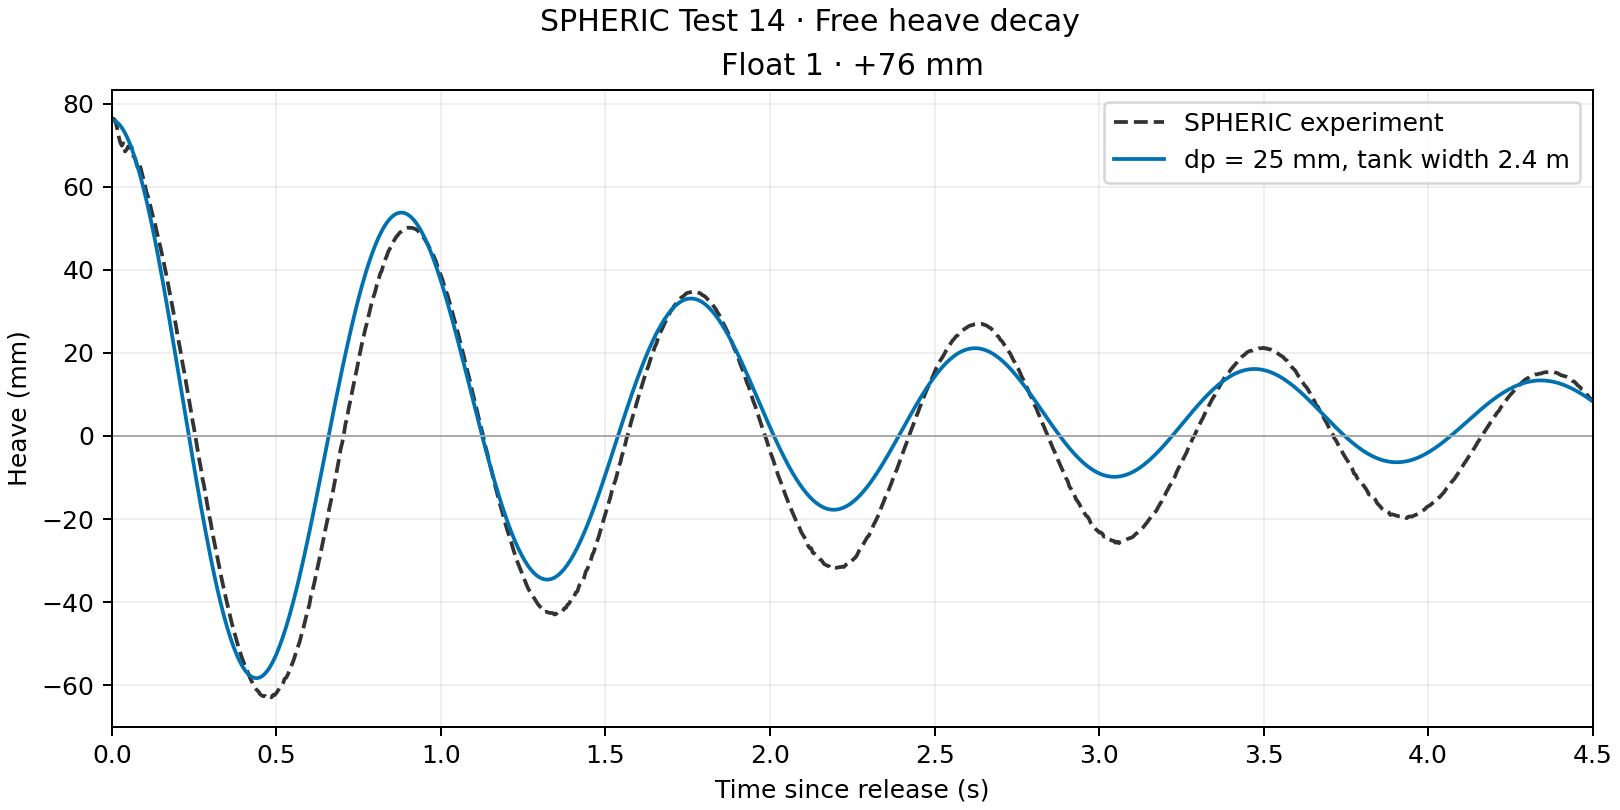 SPHERIC Test 14 · Free heave decay
Float 1 · +76 mm
80
60
40
20
0
−20
−40
−60
Heave (mm)
SPHERIC experiment
dp = 25 mm, tank width 2.4 m
0.0 0.5 1.0 1.5 2.0 2.5 3.0 3.5 4.0 4.5
Time since release (s)